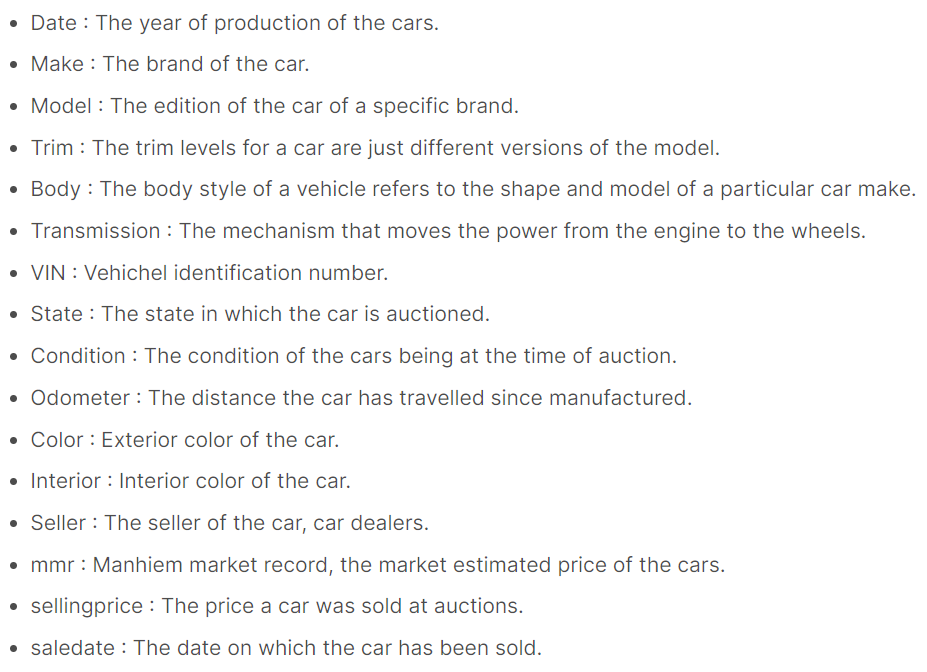 • Date : The year of production of the cars.
• Make : The brand of the car.
• Model : The edition of the car of a specific brand.
• Trim : The trim levels for a car are just different versions of the model.
• Body : The body style of a vehicle refers to the shape and model of a particular car make.
• Transmission : The mechanism that moves the power from the engine to the wheels.
• VIN : Vehichel identification number.
• State : The state in which the car is auctioned.
• Condition : The condition of the cars being at the time of auction.
• Odometer : The distance the car has travelled since manufactured.
• Color : Exterior color of the car.
• Interior : Interior color of the car.
• Seller : The seller of the car, car dealers.
• mmr : Manhiem market record, the market estimated price of the cars.
• sellingprice : The price a car was sold at auctions.
• saledate : The date on which the car has been sold.